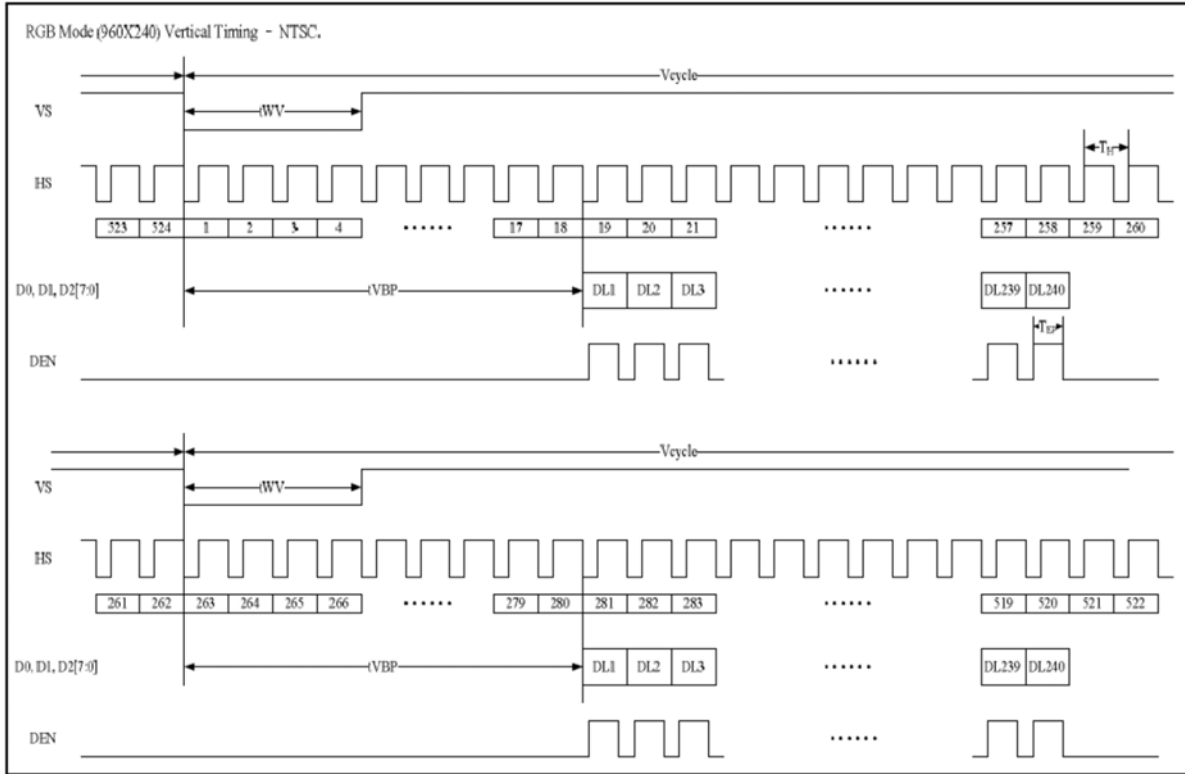 RGB Mode (960X240) Vertical Timing - NTSC.
Vcycle
VS
tWV
TH
HS
523 524 1 2 3 4 ...... 17 18 19 20 21 ...... 257 258 259 260
D0, D1, D2[7:0] tVBP DL1 DL2 DL3 ...... DL239 DL240
TEP
DEN ......
Vcycle
VS
tWV
HS
261 262 263 264 265 266 ...... 279 280 281 282 283 ...... 519 520 521 522
D0, D1, D2[7:0] tVBP DL1 DL2 DL3 ...... DL239 DL240
DEN ......